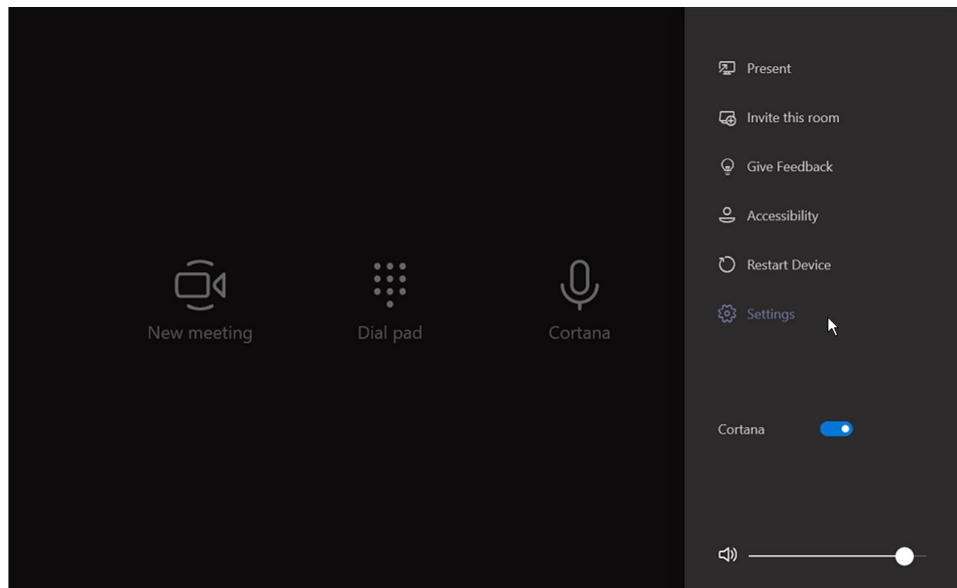 Present
Invite this room
Give Feedback
Accessibility
Restart Device
Settings
New meeting
Dial pad
Cortana
Cortana